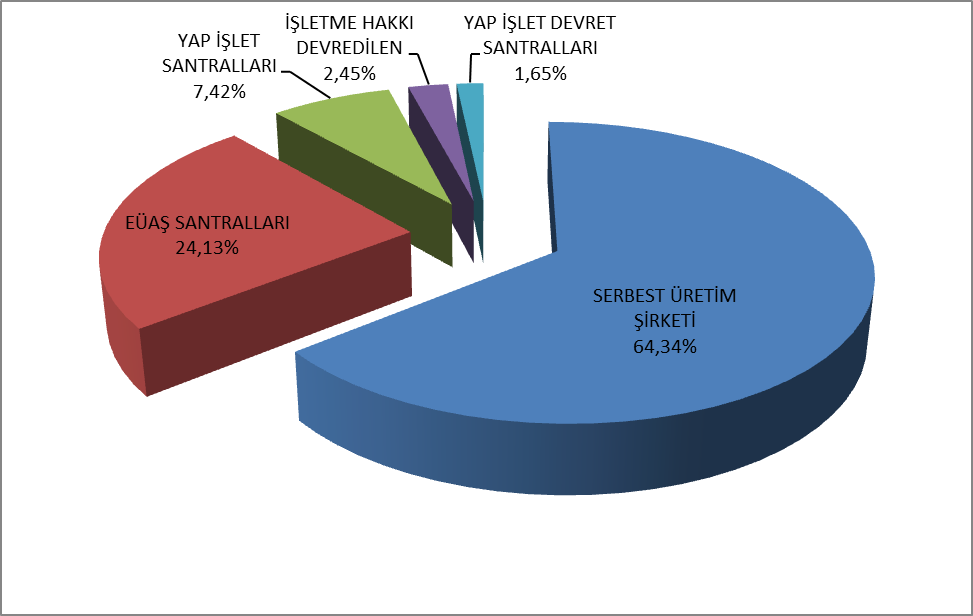 YAP İŞLET
SANTRALLARI
7,42%
İŞLETME HAKKI
DEVREDİLEN
2,45%
YAP İŞLET DEVRET
SANTRALLARI
1,65%
EÜAŞ SANTRALLARI
24,13%
SERBEST ÜRETİM
ŞİRKETİ
64,34%